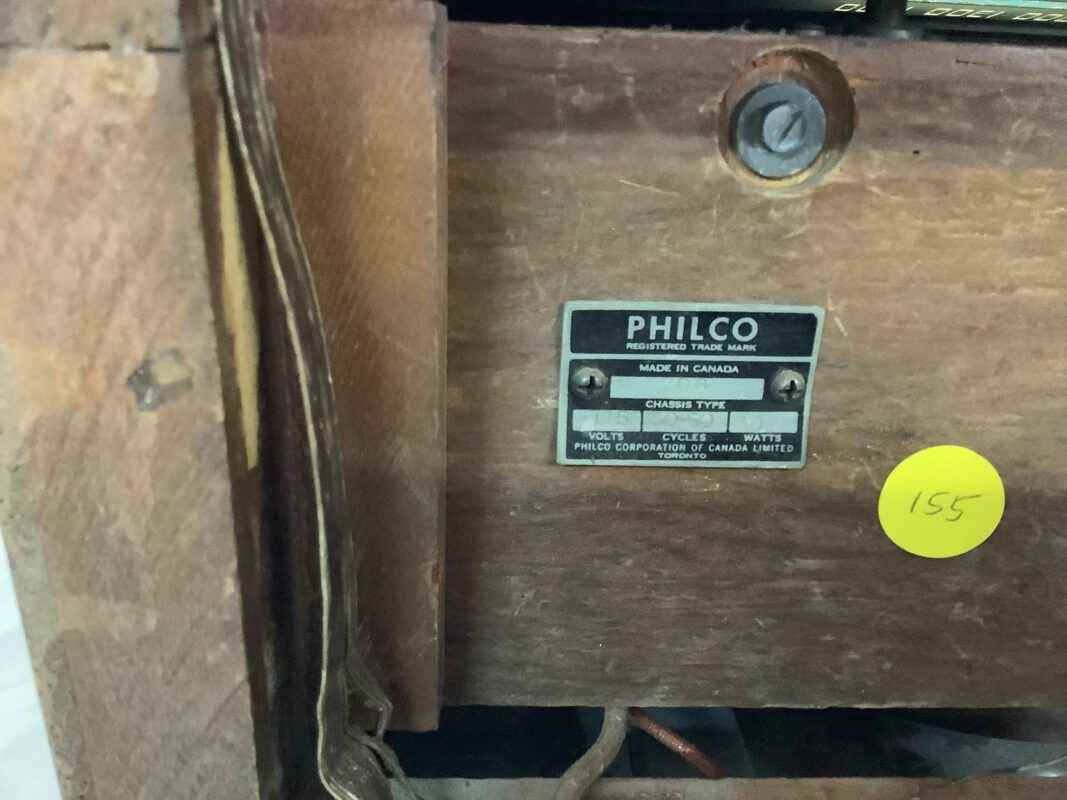 PHILCO
REGISTERED TRADE MARK
MADE IN CANADA
CHASSIS TYPE
VOLTS CYCLES WATTS
PHILCO CORPORATION OF CANADA LIMITED
TORONTO
155